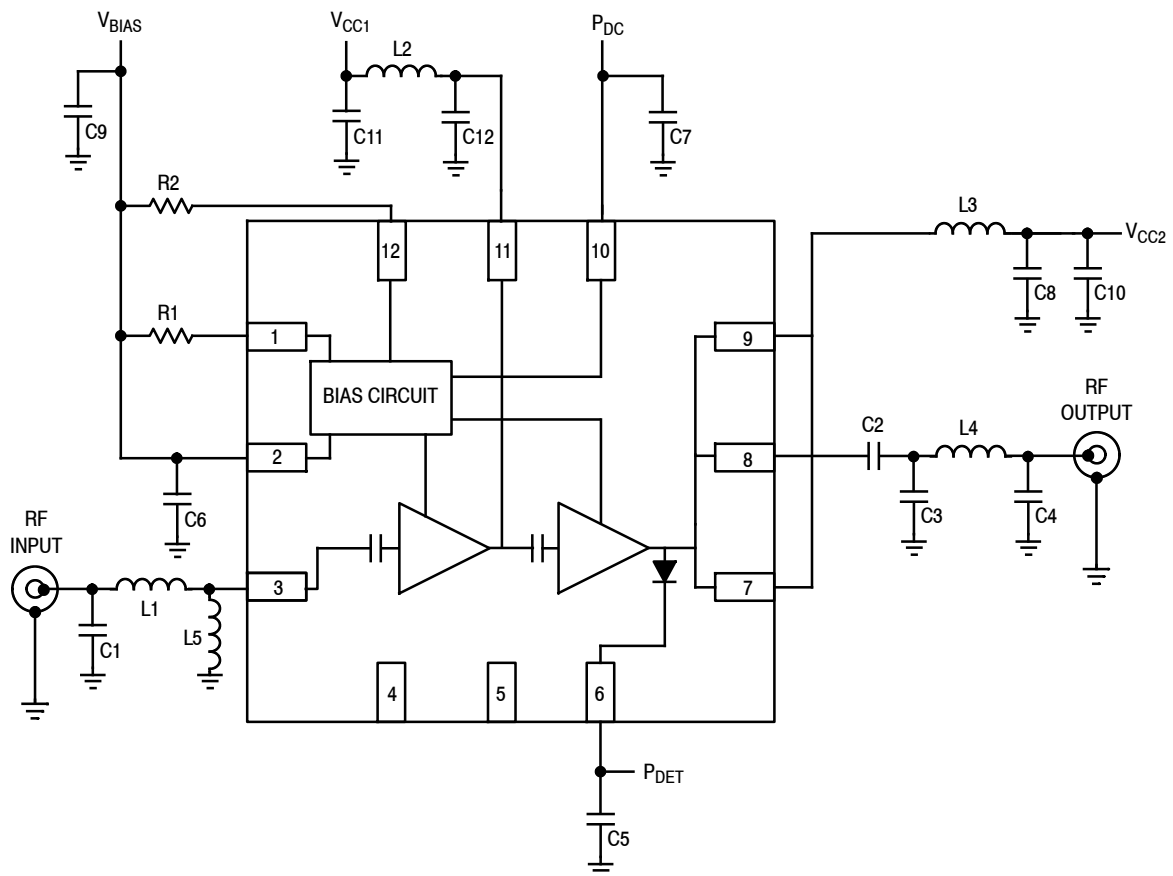 VBIAS
VCC1
L2
PDC
C9
C11
C12
C7
R2
L3
VCC2
12
11
10
C8
C10
R1
1
9
BIAS CIRCUIT
RF
OUTPUT
C2
L4
2
8
C6
C3
C4
RF
INPUT
3
7
L1
C1
L5
4
5
6
PDET
C5